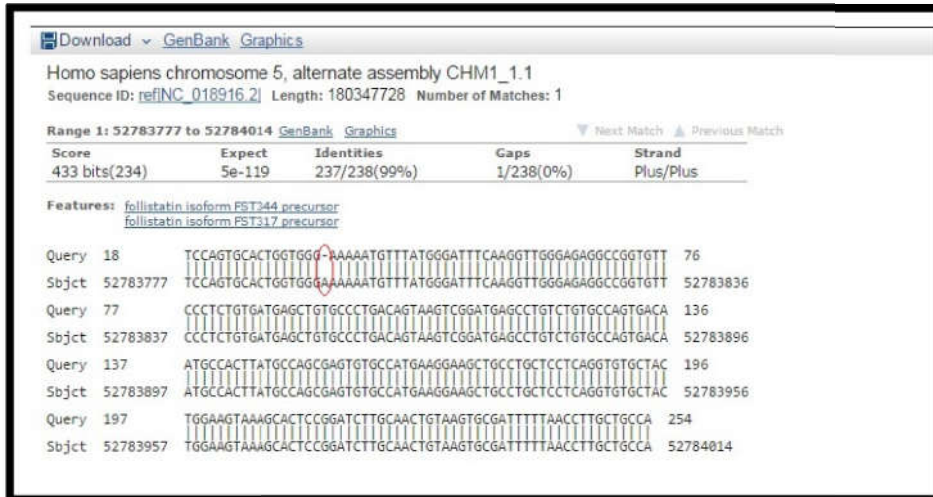 Download GenBank Graphics
Homo sapiens chromosome 5, alternate assembly CHM1_1.1
Sequence ID: ref|NC_018916.2| Length: 180347728 Number of Matches: 1
Range 1: 52783777 to 52784014 GenBank Graphics Next Match Previous Match
Score Expect Identities Gaps Strand
433 bits(234) 5e-119 237/238(99%) 1/238(0%) Plus/Plus
Features: follistatin isoform FST344 precursor
follistatin isoform FST317 precursor
Query 18 TCCAGTGCACTGGTGGG-AAAAATGTTTATGGGATTTCAAGGTTGGGAGAGGCCGGTGTT 76
Sbjct 52783777 TCCAGTGCACTGGTGGGAAAAAATGTTTATGGGATTTCAAGGTTGGGAGAGGCCGGTGTT 52783836
Query 77 CCCTCTGTGATGAGCTGTGCCCTGACAGTAAGTCGGATGAGCCTGTCTGTGCCAGTGACA 136
Sbjct 52783837 CCCTCTGTGATGAGCTGTGCCCTGACAGTAAGTCGGATGAGCCTGTCTGTGCCAGTGACA 52783896
Query 137 ATGCCACTTATGCCAGCGAGTGTGCCATGAAGGAAGCTGCCTGCTCCTCAGGTGTGCTAC 196
Sbjct 52783897 ATGCCACTTATGCCAGCGAGTGTGCCATGAAGGAAGCTGCCTGCTCCTCAGGTGTGCTAC 52783956
Query 197 TGGAAGTAAAGCACTCCGGATCTTGCAACTGTAAGTGCGATTTTTAACCTTGCTGCCA 254
Sbjct 52783957 TGGAAGTAAAGCACTCCGGATCTTGCAACTGTAAGTGCGATTTTTAACCTTGCTGCCA 52784014